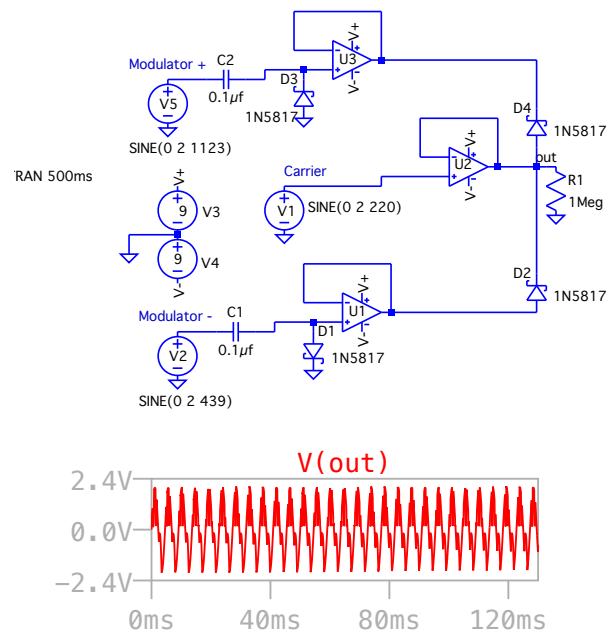 V+
C2
U3
Modulator +
D3
V5
0.1µf
V-
1N5817
D4
1N5817
SINE(0 2 1123)
V+
out
U2
Carrier
R1
'RAN 500ms
V+
V-
1Meg
9
V3
V1
SINE(0 2 220)
9
V4
V+
D2
V-
C1
U1
1N5817
Modulator -
D1
V2
0.1µf
V-
1N5817
SINE(0 2 439)
V(out)
2.4V
0.0V
-2.4V
0ms
40ms
80ms
120ms